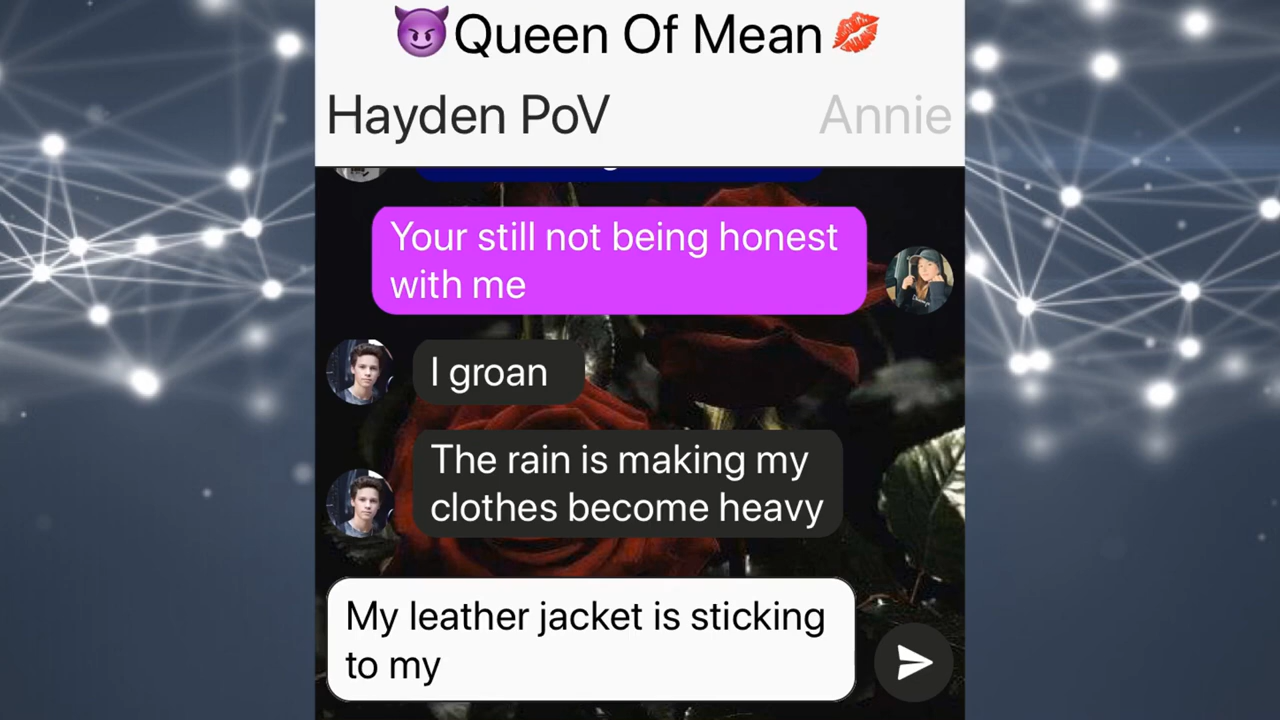 😈Queen Of Mean💋
Hayden PoV
Annie
Your still not being honest
with me
I groan
The rain is making my
clothes become heavy
My leather jacket is sticking
to my